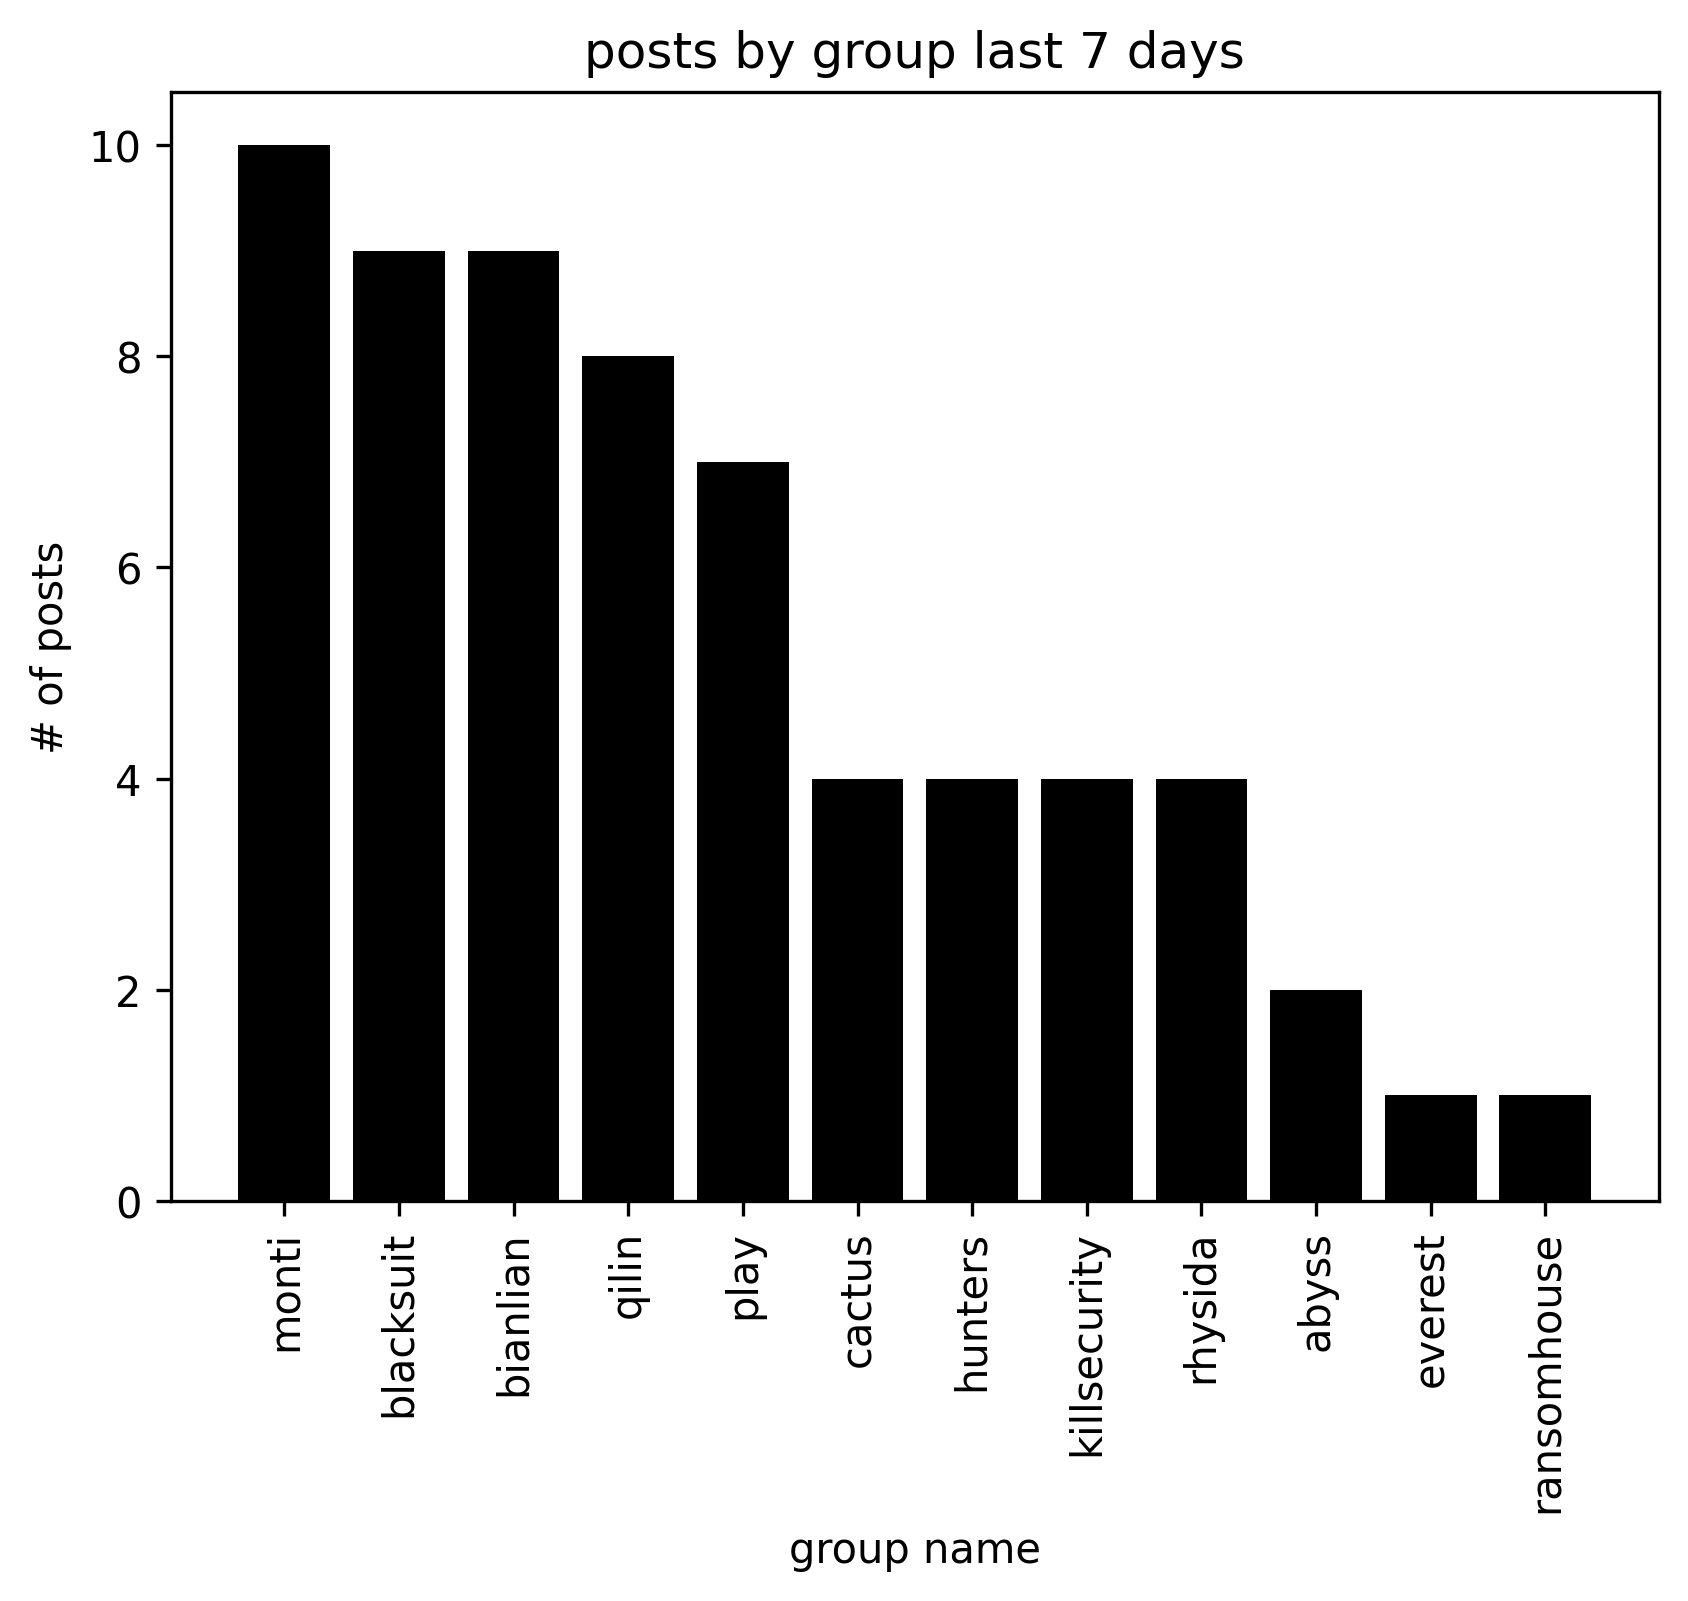 posts by group last 7 days
10
8
6
4
2
0
# of posts
monti
blacksuit
bianlian
qilin
play
cactus
hunters
killsecurity
rhysida
abyss
everest
ransomhouse
group name